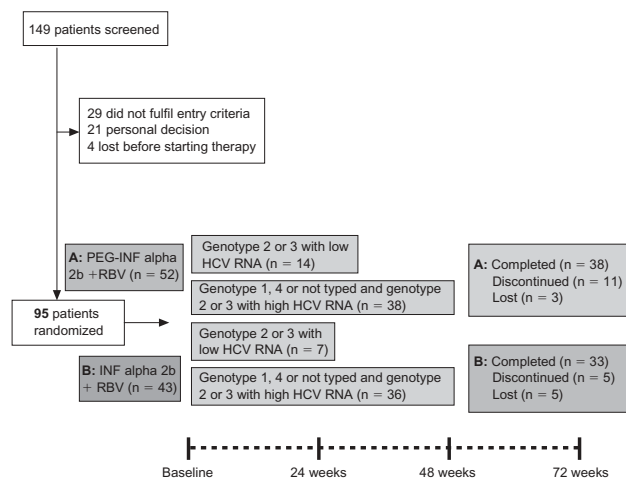 149 patients screened
29 did not fulfil entry criteria
21 personal decision
4 lost before starting therapy
A: PEG-INF alpha
2b +RBV (n = 52)
Genotype 2 or 3 with low
HCV RNA (n = 14)
Genotype 1, 4 or not typed and genotype
2 or 3 with high HCV RNA (n = 38)
A: Completed (n = 38)
Discontinued (n = 11)
Lost (n = 3)
95 patients
randomized
Genotype 2 or 3 with
low HCV RNA (n = 7)
B: INF alpha 2b
+ RBV (n = 43)
Genotype 1, 4 or not typed and genotype
2 or 3 with high HCV RNA (n = 36)
B: Completed (n = 33)
Discontinued (n = 5)
Lost (n = 5)
Baseline
24 weeks
48 weeks
72 weeks